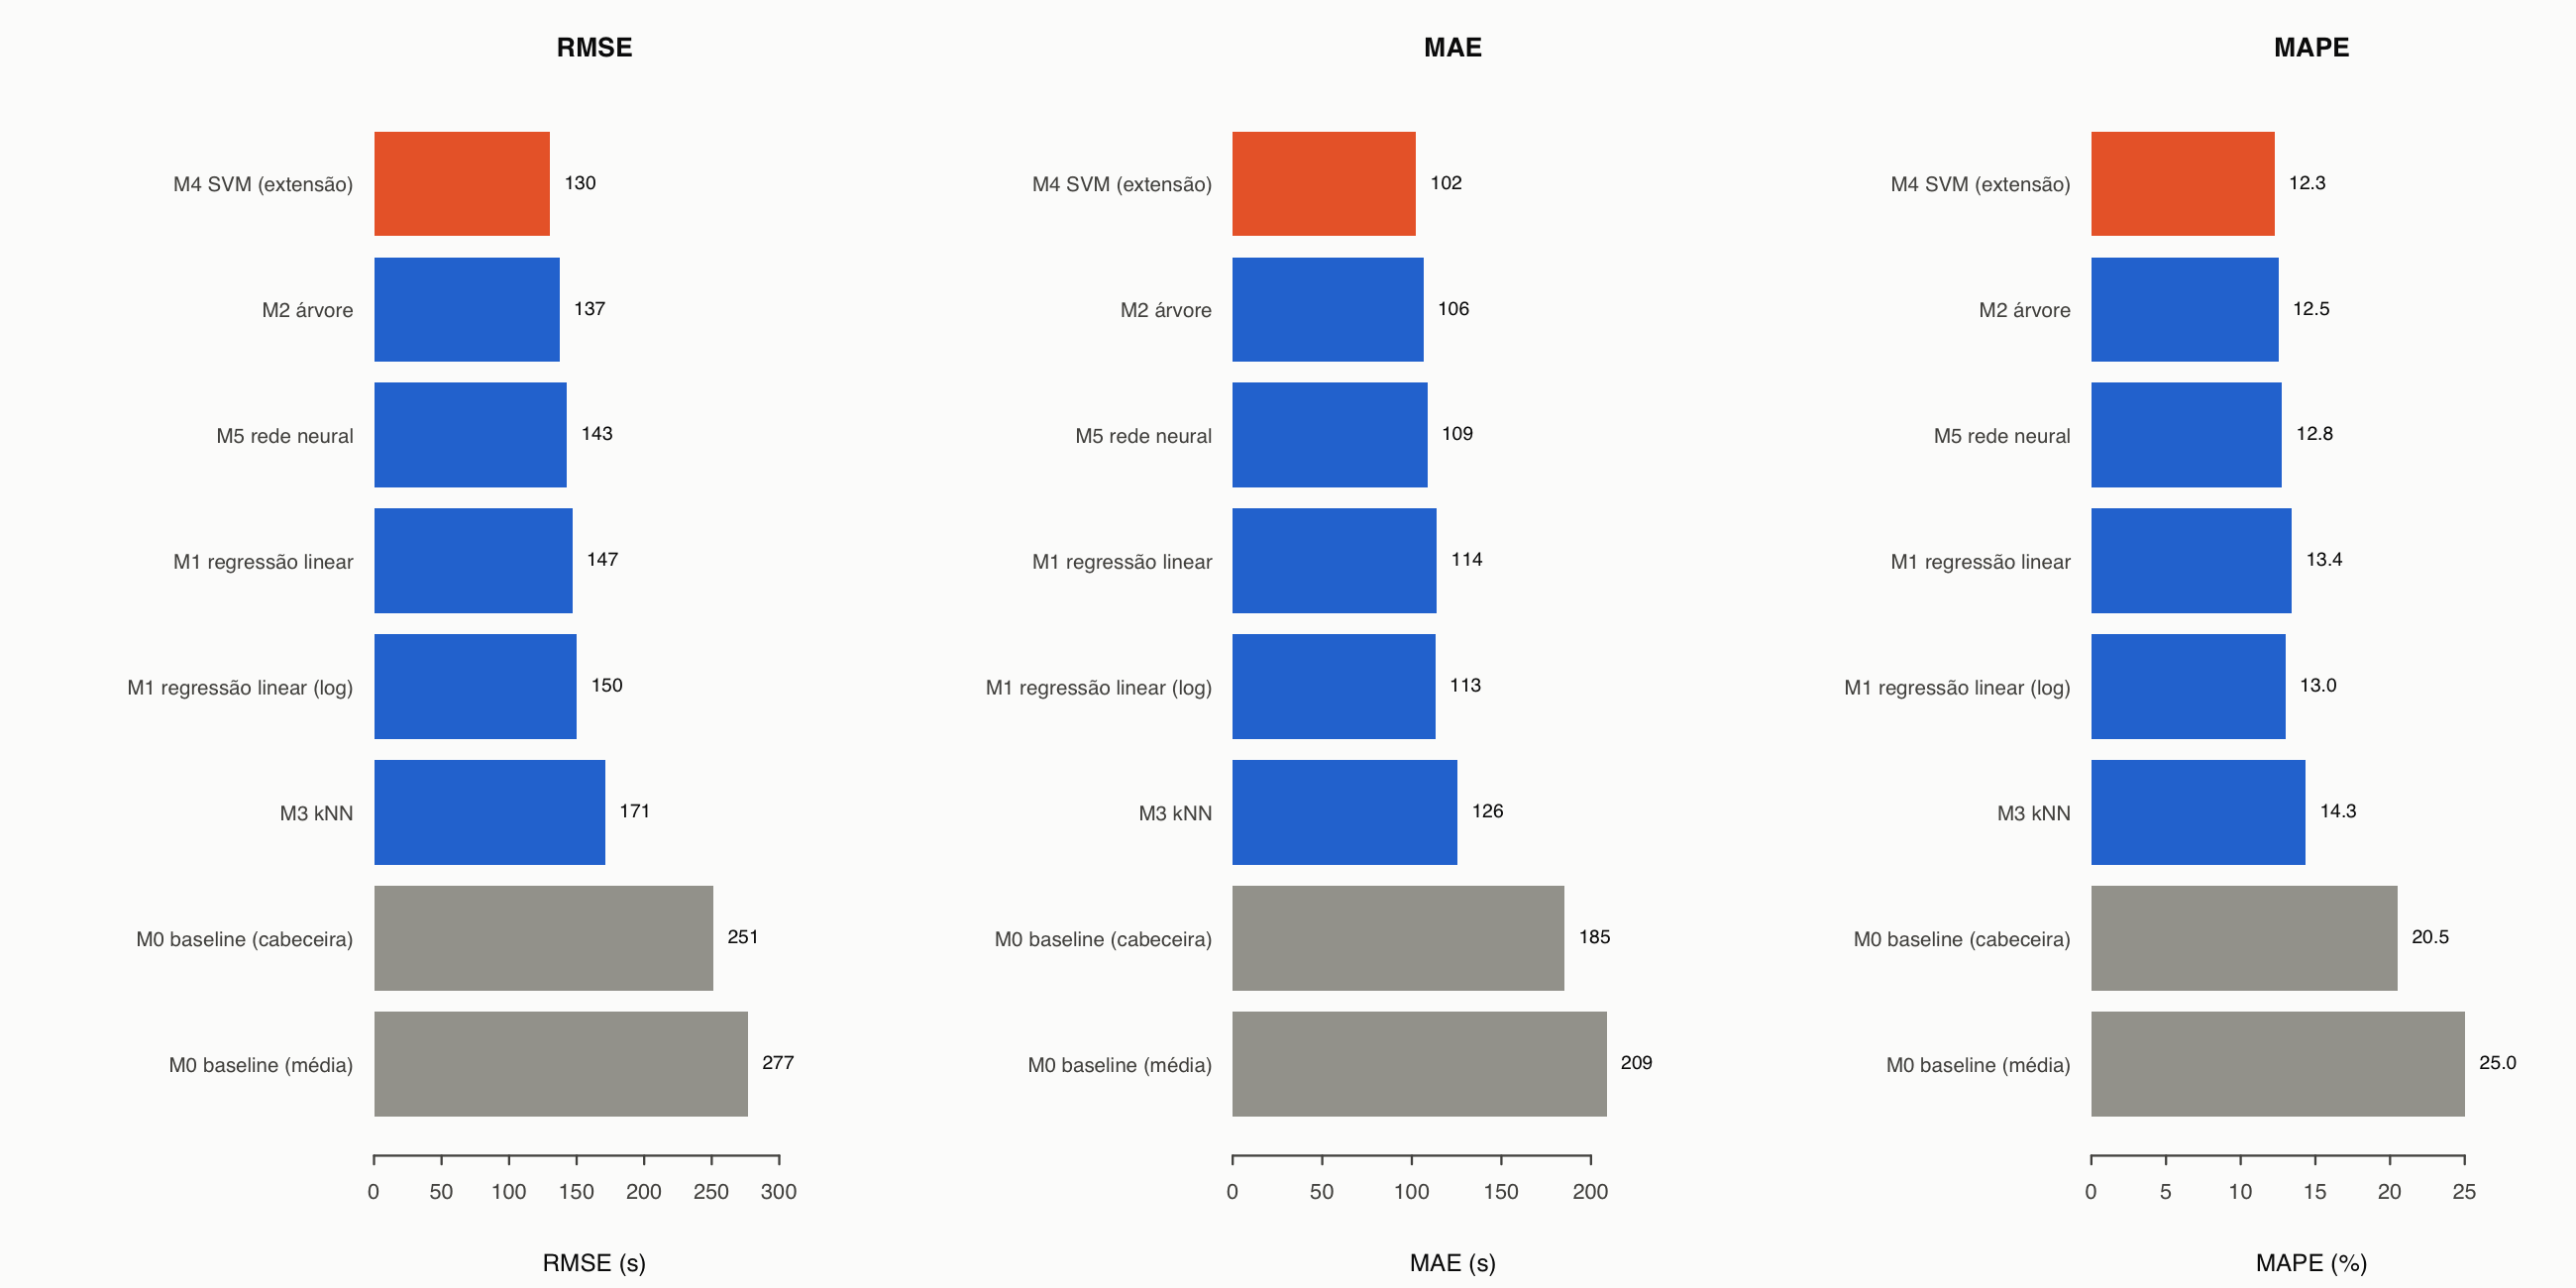 RMSE
M4 SVM (extensão) 130
M2 árvore 137
M5 rede neural 143
M1 regressão linear 147
M1 regressão linear (log) 150
M3 kNN 171
M0 baseline (cabeceira) 251
M0 baseline (média) 277
0 50 100 150 200 250 300
RMSE (s)
MAE
M4 SVM (extensão) 102
M2 árvore 106
M5 rede neural 109
M1 regressão linear 114
M1 regressão linear (log) 113
M3 kNN 126
M0 baseline (cabeceira) 185
M0 baseline (média) 209
0 50 100 150 200
MAE (s)
MAPE
M4 SVM (extensão) 12.3
M2 árvore 12.5
M5 rede neural 12.8
M1 regressão linear 13.4
M1 regressão linear (log) 13.0
M3 kNN 14.3
M0 baseline (cabeceira) 20.5
M0 baseline (média) 25.0
0 5 10 15 20 25
MAPE (%)